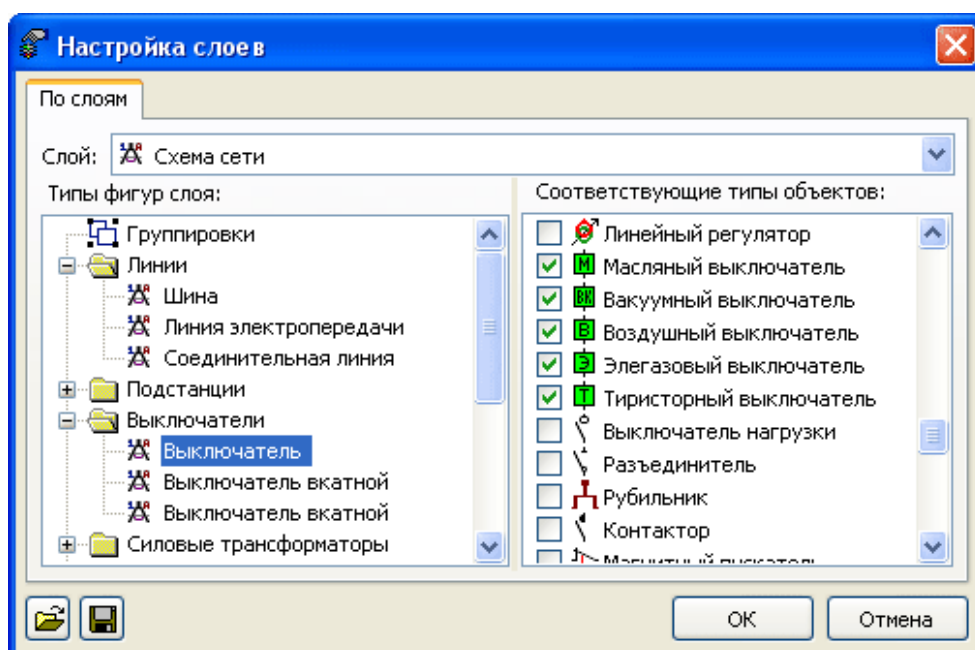 Настройка слоев
По слоям
Слой: Схема сети
Типы фигур слоя:
Группировки
Линии
Шина
Линия электропередачи
Соединительная линия
Подстанции
Выключатели
Выключатель
Выключатель вкатной
Выключатель вкатной
Силовые трансформаторы
Соответствующие типы объектов:
Линейный регулятор
М Масляный выключатель
ВК Вакуумный выключатель
В Воздушный выключатель
Э Элегазовый выключатель
Т Тиристорный выключатель
Выключатель нагрузки
Разъединитель
Рубильник
Контактор
Магнитный пускатель
ОК
Отмена